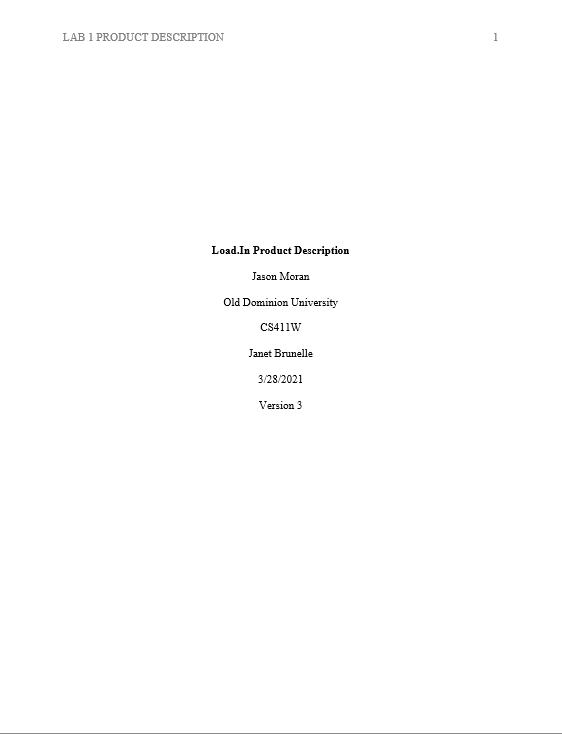 LAB 1 PRODUCT DESCRIPTION 1
Load.In Product Description
Jason Moran
Old Dominion University
CS411W
Janet Brunelle
3/28/2021
Version 3